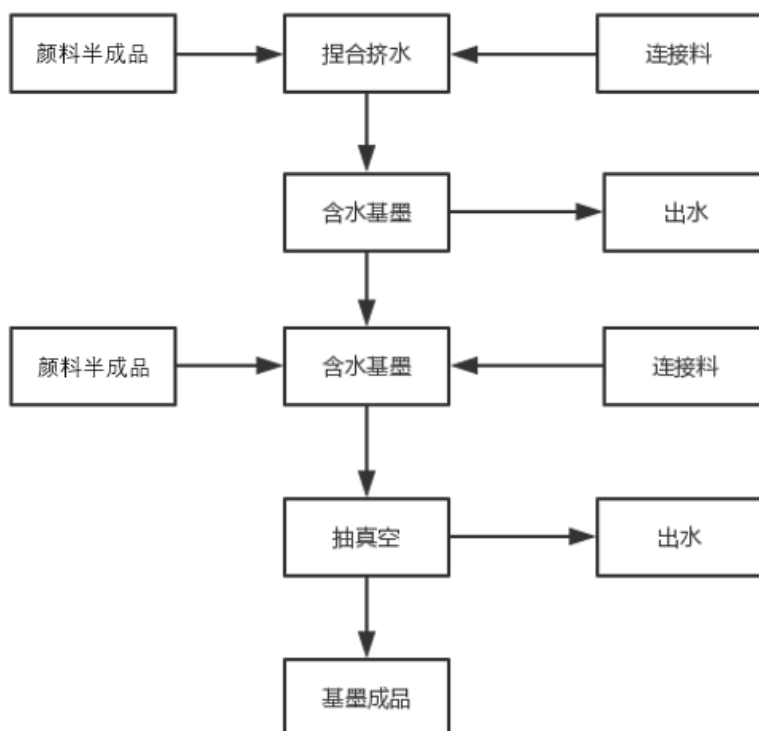 颜料半成品
捏合挤水
连接料
含水基墨
出水
颜料半成品
含水基墨
连接料
抽真空
出水
基墨成品